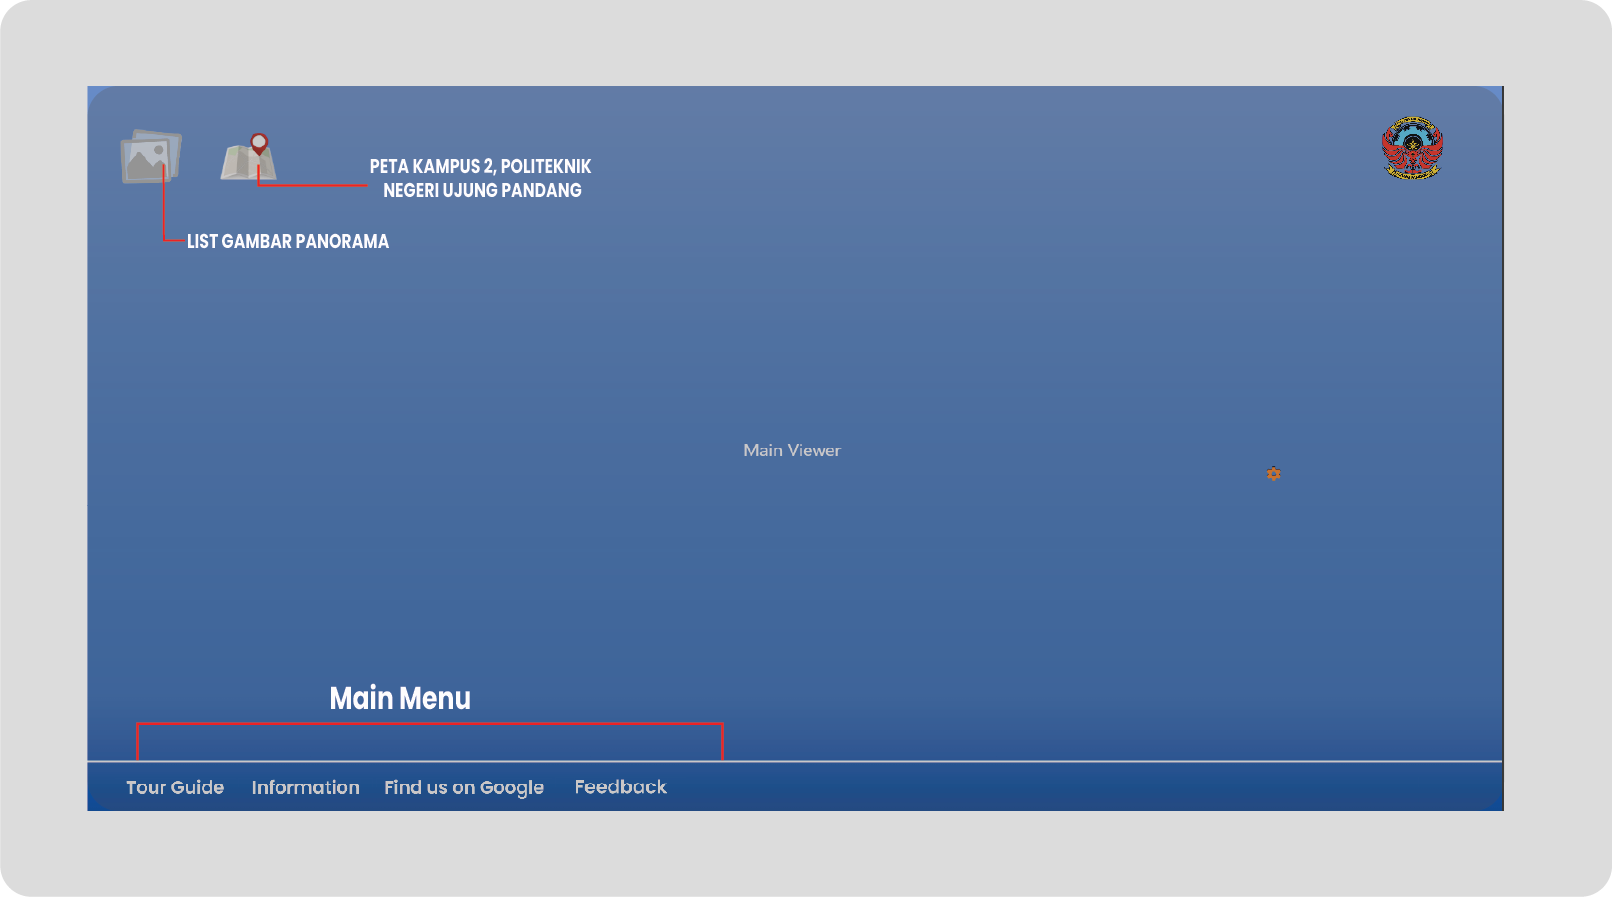 PETA KAMPUS 2, POLITEKNIK
NEGERI UJUNG PANDANG
LIST GAMBAR PANORAMA
Main Viewer
Main Menu
Tour Guide Information Find us on Google Feedback